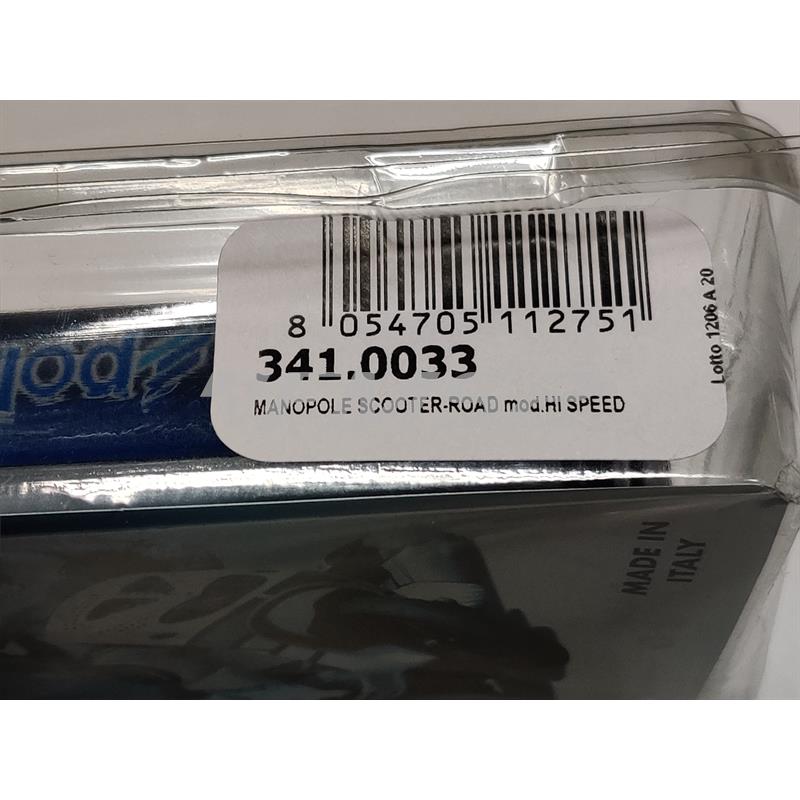 8 054705 112751
341.0033
MANOPOLE SCOOTER-ROAD mod.HI SPEED
Lotto 1206 A 20
MADE IN
ITALY